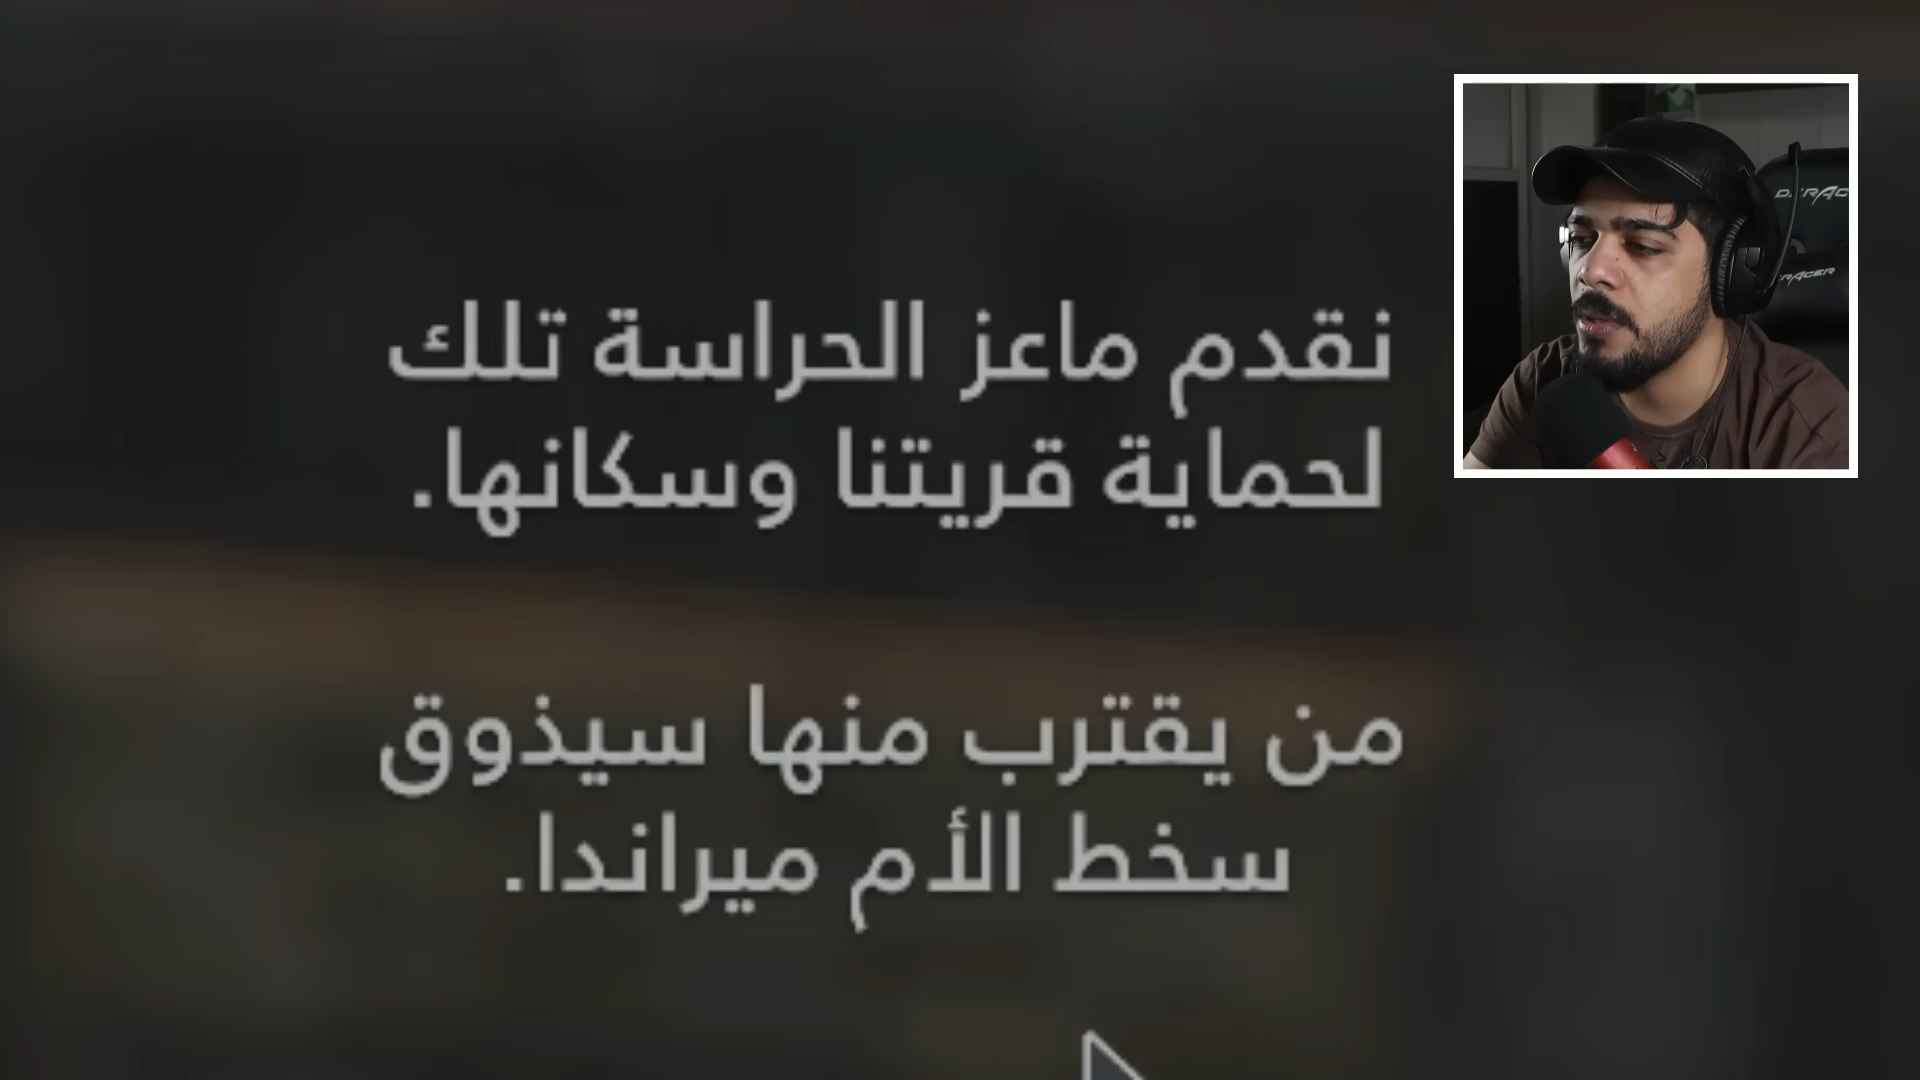 نقدم ماعز الحراسة تلك
لحماية قريتنا وسكانها.
من يقترب منها سيذوق
سخط الأم ميراندا.